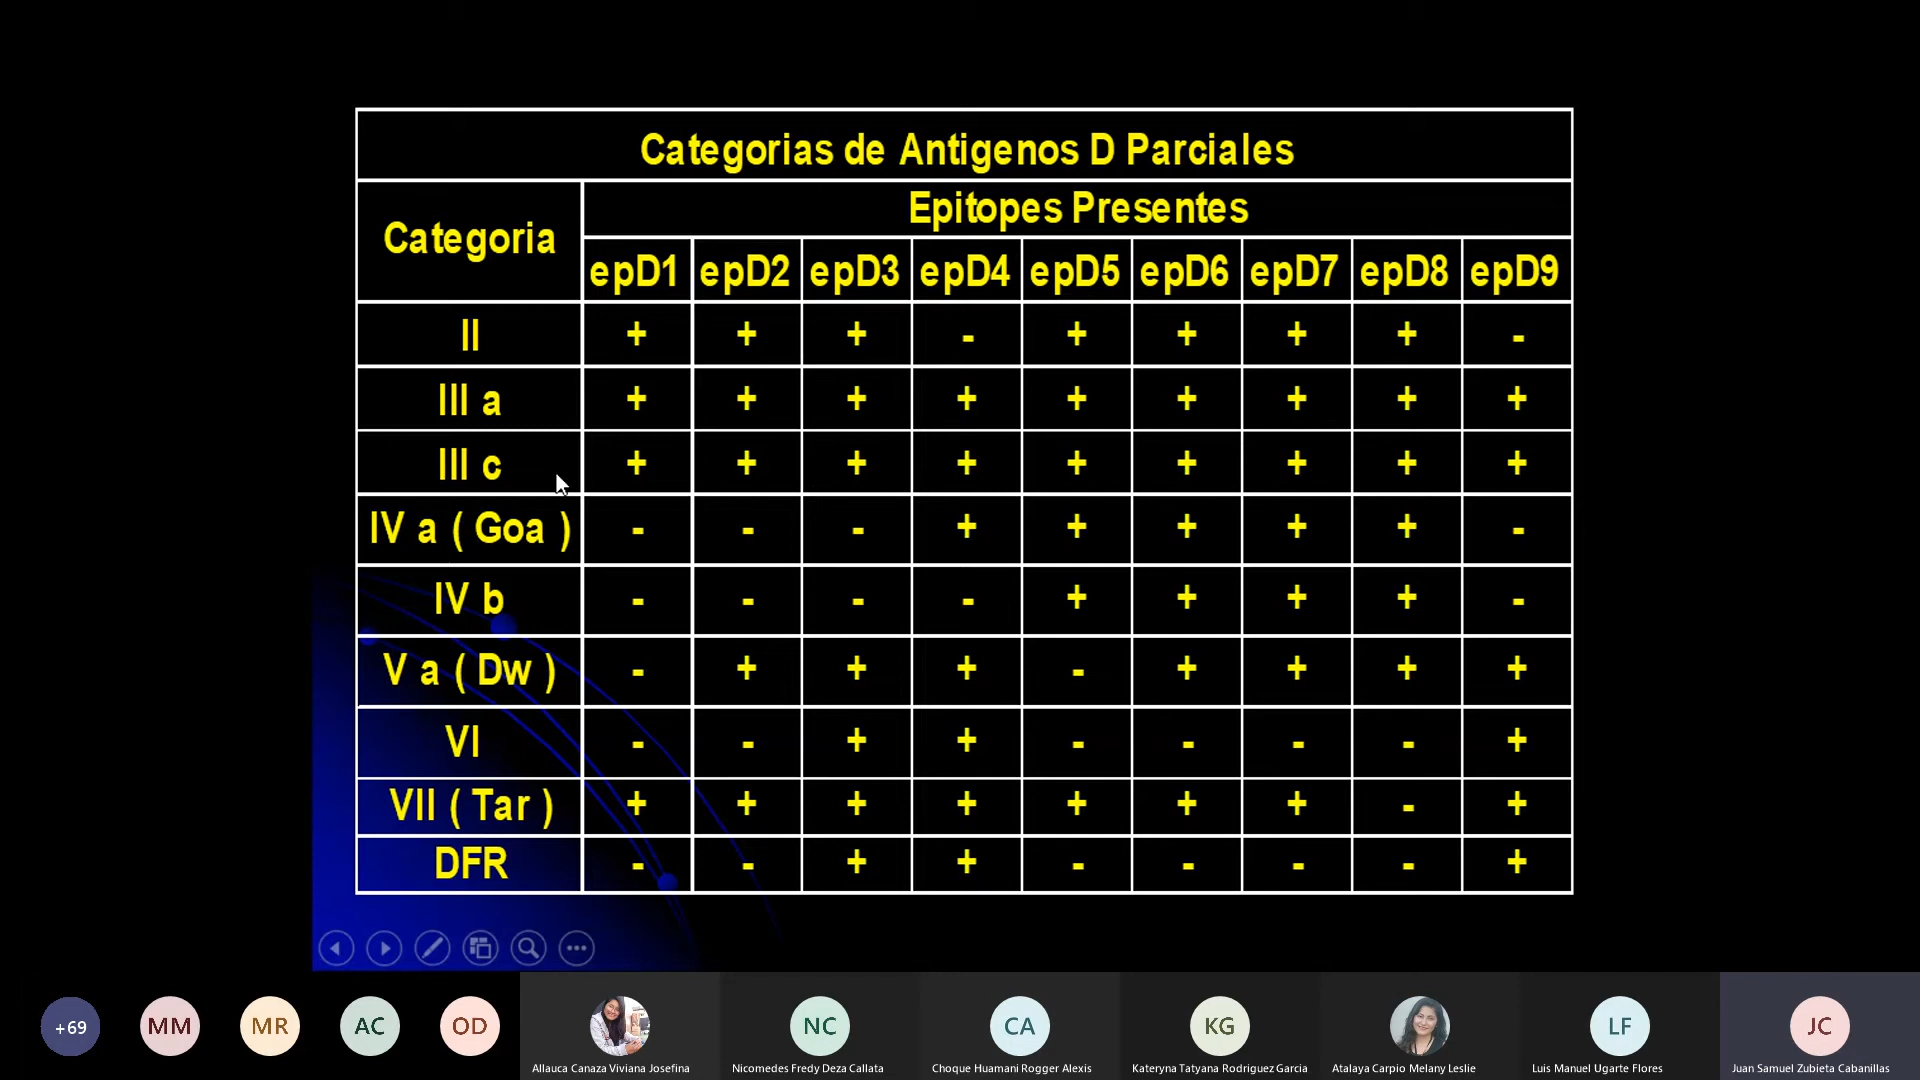 Categorias de Antigenos D Parciales
Categoria
Epitopes Presentes
epD1 epD2 epD3 epD4 epD5 epD6 epD7 epD8 epD9
II + + + - + + + + -
III a + + + + + + + + +
III c + + + + + + + + +
IV a ( Goa ) - - - + + + + + -
IV b - - - - + + + + -
V a ( Dw ) - + + + - + + + +
VI - - + + - - - - +
VII ( Tar ) + + + + + + + - +
DFR - - + + - - - - +
+69 MM MR AC OD NC CA KG LF JC
Allauca Canaza Viviana Josefina
Nicomedes Fredy Deza Callata
Choque Huamani Rogger Alexis
Kateryna Tatyana Rodriguez Garcia
Atalaya Carpio Melany Leslie
Luis Manuel Ugarte Flores
Juan Samuel Zubieta Cabanillas